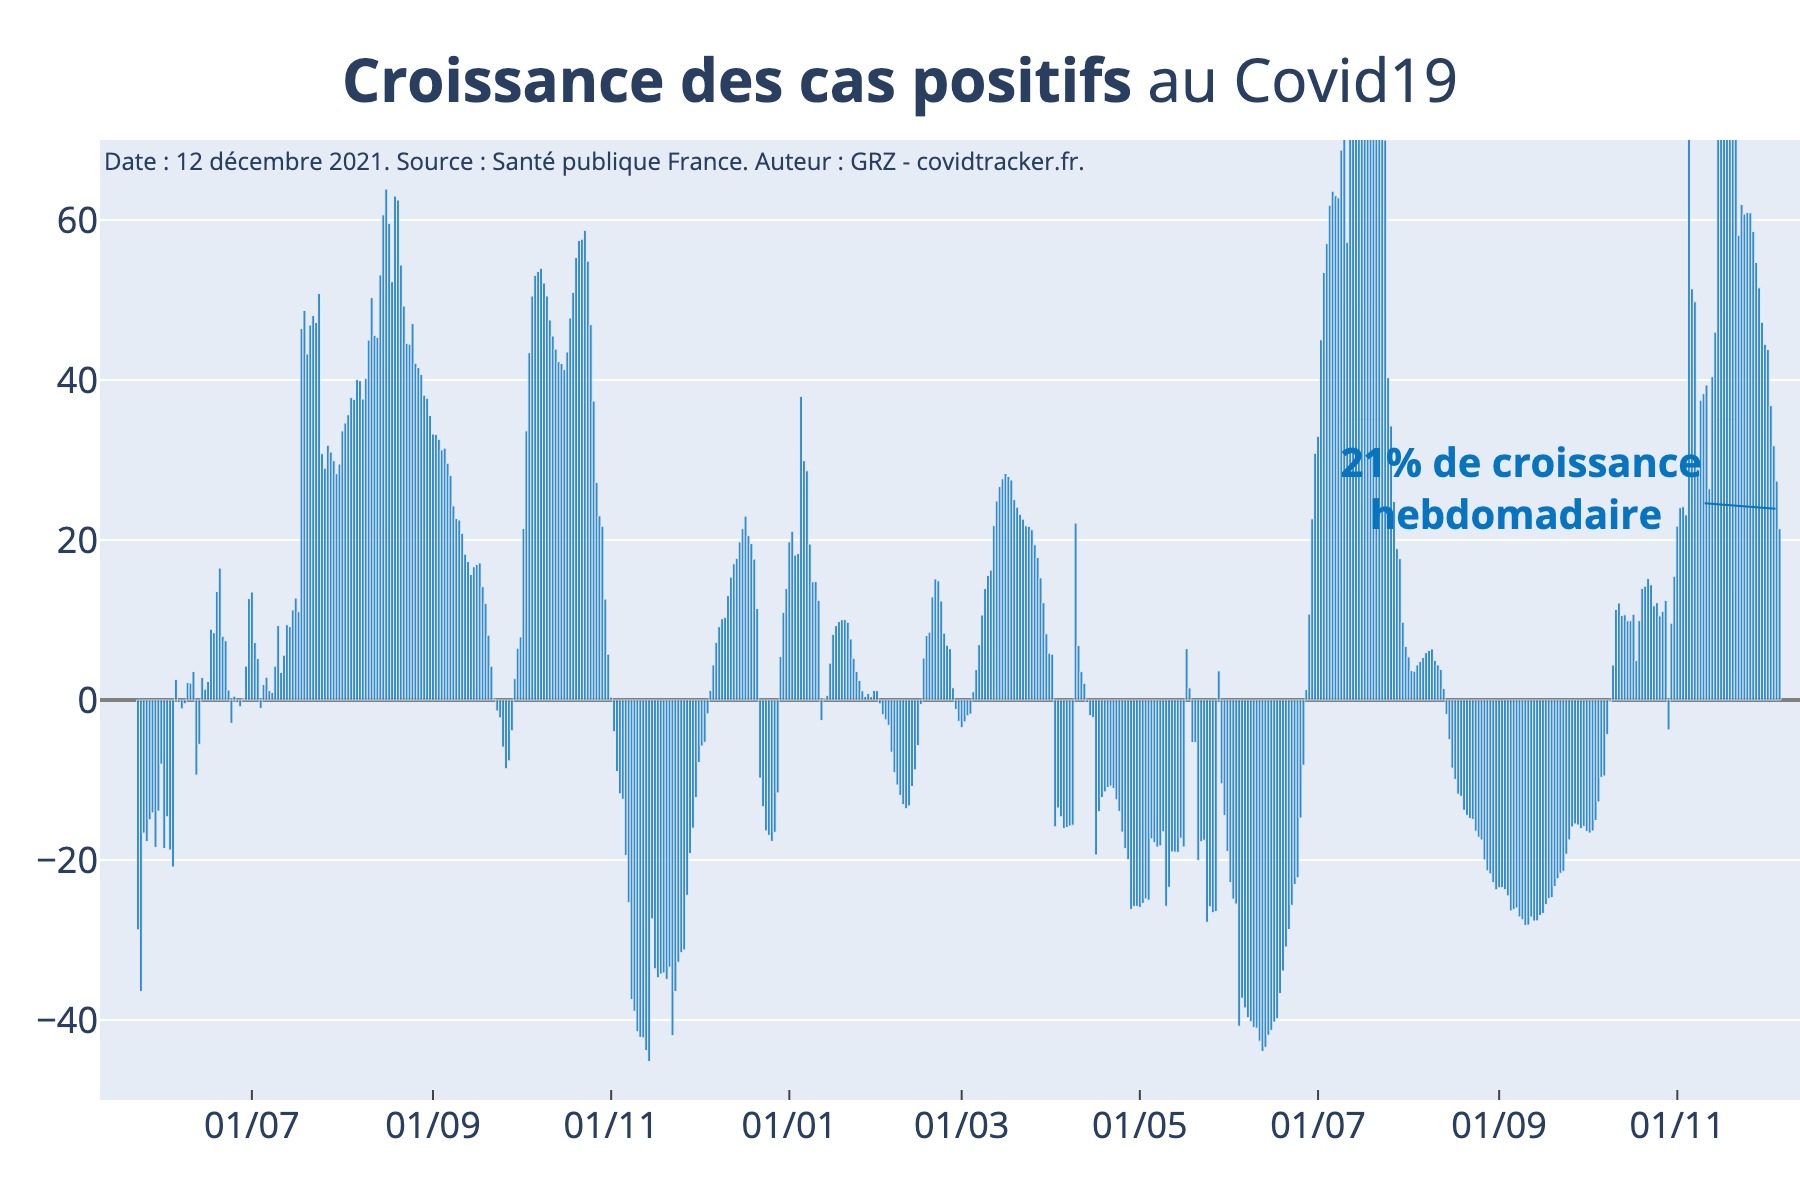 Croissance des cas positifs au Covid19
Date : 12 décembre 2021. Source : Santé publique France. Auteur : GRZ - covidtracker.fr.
60
40
21% de croissance
hebdomadaire
20
0
−20
−40
01/07 01/09 01/11 01/01 01/03 01/05 01/07 01/09 01/11